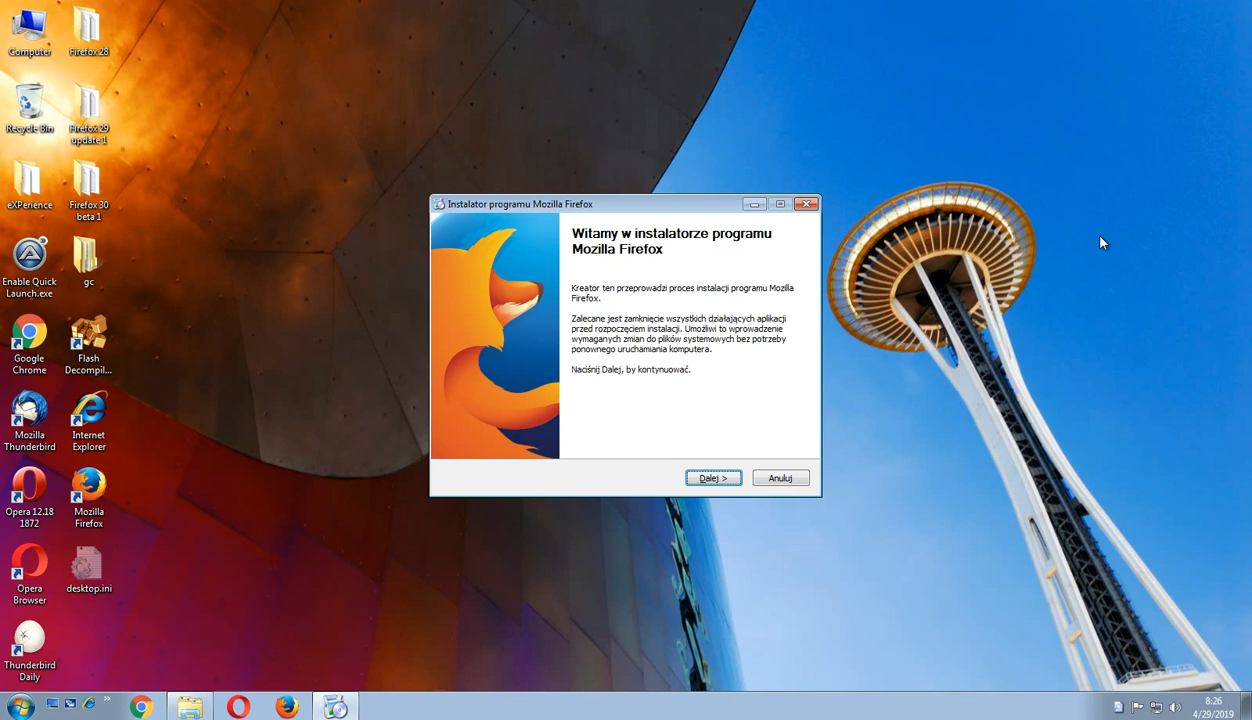 Computer
Firefox 28
Recycle Bin
Firefox 29
update 1
eXPerience
Firefox 30
beta 1
Enable Quick
Launch.exe
gc
Google
Chrome
Flash
Decompil...
Mozilla
Thunderbird
Internet
Explorer
Opera 12.18
1872
Mozilla
Firefox
Opera
Browser
desktop.ini
Thunderbird
Daily
Instalator programu Mozilla Firefox
Witamy w instalatorze programu
Mozilla Firefox
Kreator ten przeprowadzi proces instalacji programu Mozilla
Firefox.
Zalecane jest zamknięcie wszystkich działających aplikacji
przed rozpoczęciem instalacji. Umożliwi to wprowadzenie
wymaganych zmian do plików systemowych bez potrzeby
ponownego uruchamiania komputera.
Naciśnij Dalej, by kontynuować.
Dalej >
Anuluj
»
8:26
4/29/2019